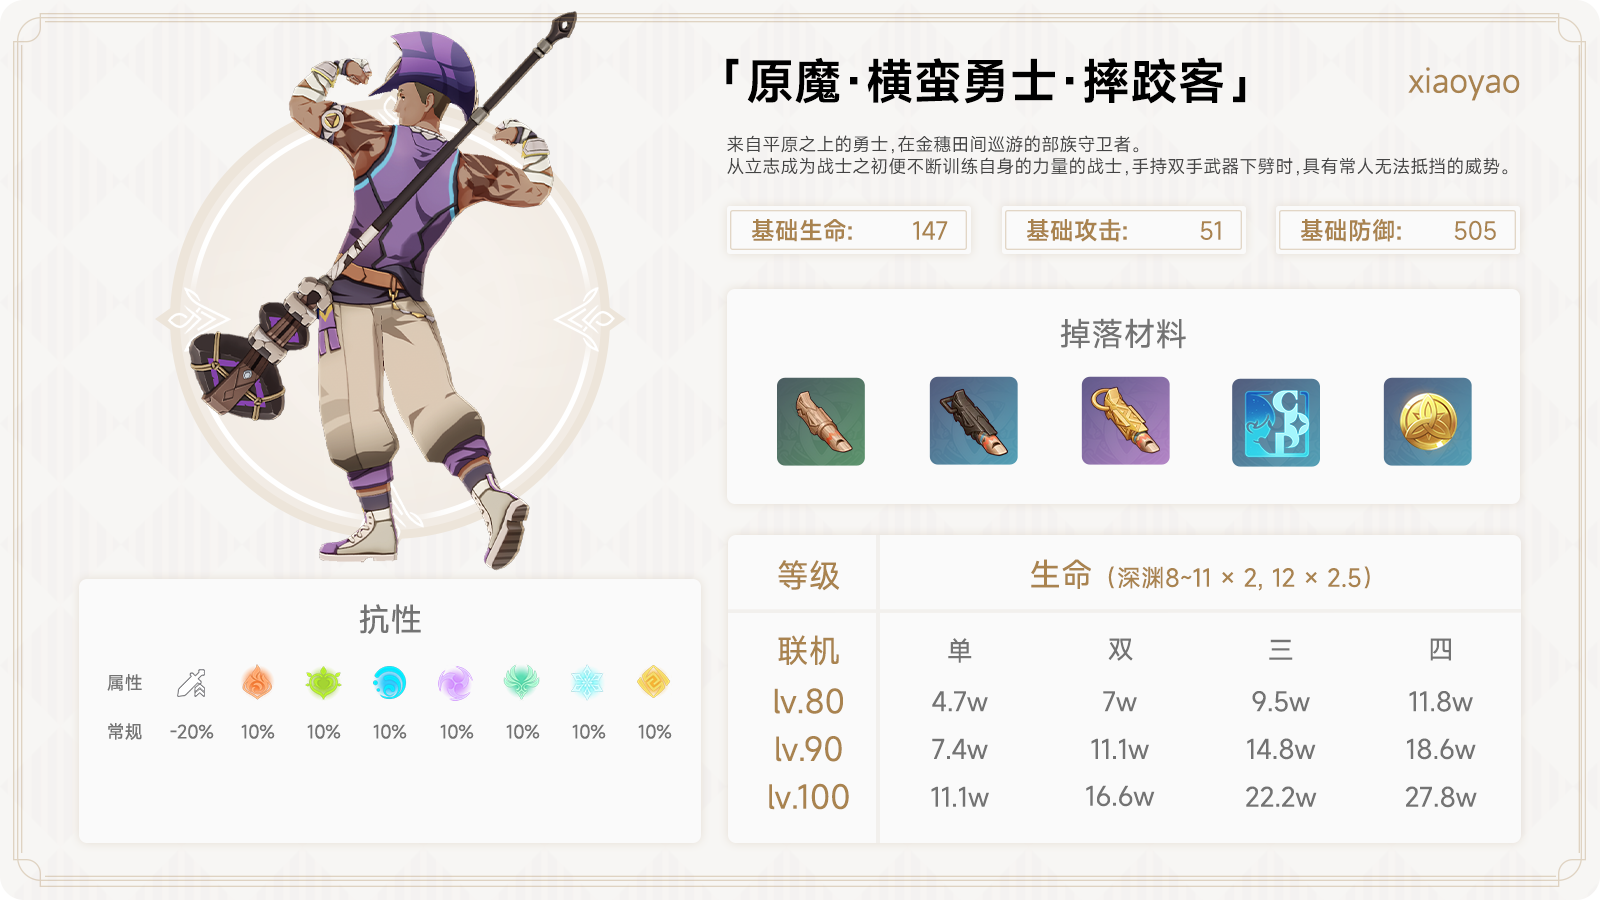 「原魔·横蛮勇士·摔跤客」
xiaoyao
来自平原之上的勇士,在金穗田间巡游的部族守卫者。
从立志成为战士之初便不断训练自身的力量的战士,手持双手武器下劈时,具有常人无法抵挡的威势。
基础生命: 147
基础攻击: 51
基础防御: 505
掉落材料
CPP
抗性
属性
常规 -20% 10% 10% 10% 10% 10% 10% 10%
等级 生命(深渊8~11 × 2, 12 × 2.5)
联机 单 双 三 四
lv.80 4.7w 7w 9.5w 11.8w
lv.90 7.4w 11.1w 14.8w 18.6w
lv.100 11.1w 16.6w 22.2w 27.8w